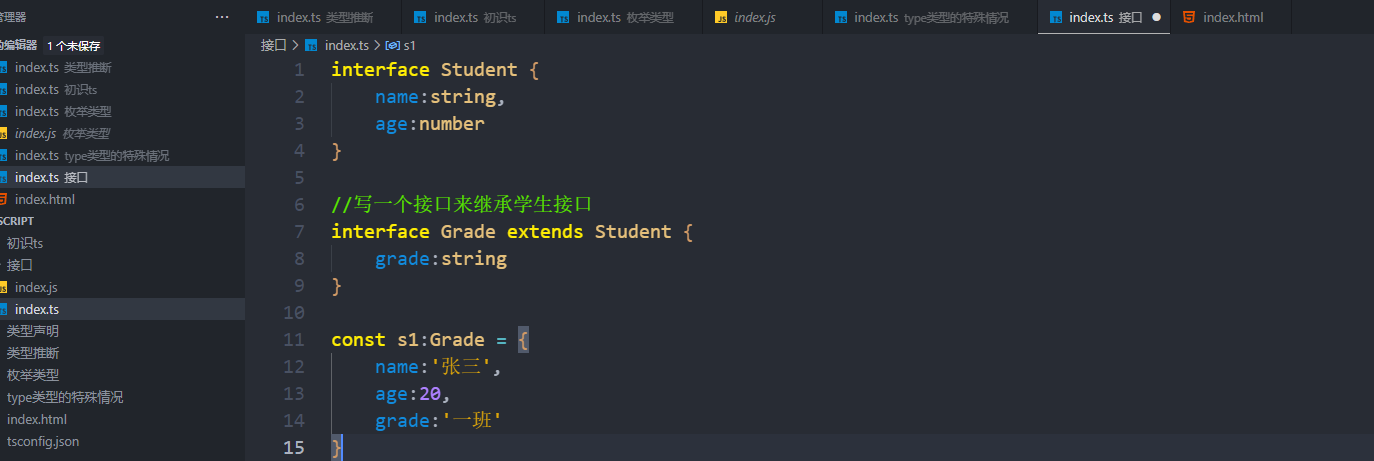 管理器 ···
的编辑器 1 个未保存
index.ts 类型推断
index.ts 初识ts
index.ts 枚举类型
index.js 枚举类型
index.ts type类型的特殊情况
index.ts 接口
index.html
SCRIPT
初识ts
接口
index.js
index.ts
类型声明
类型推断
枚举类型
type类型的特殊情况
index.html
tsconfig.json
index.ts 类型推断 index.ts 初识ts index.ts 枚举类型 index.js index.ts type类型的特殊情况 index.ts 接口 index.html
接口 > index.ts > s1
1 interface Student {
2 name:string,
3 age:number
4 }
5
6 //写一个接口来继承学生接口
7 interface Grade extends Student {
8 grade:string
9 }
10
11 const s1:Grade = {
12 name:'张三',
13 age:20,
14 grade:'一班'
15 }